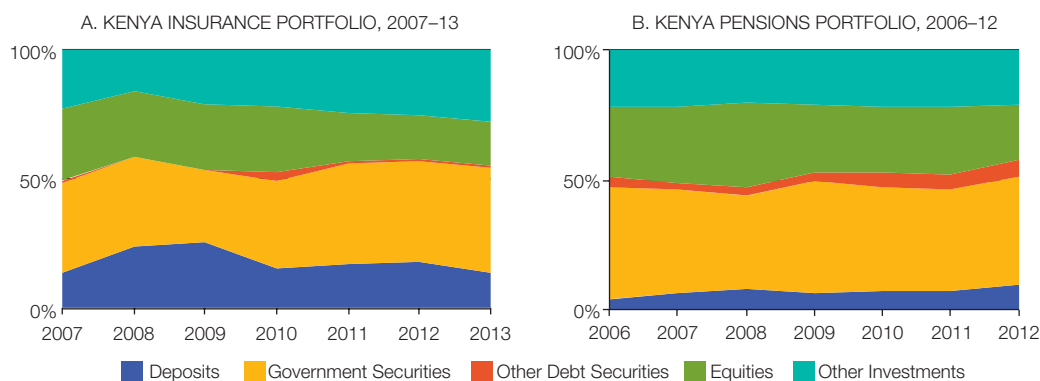 A. KENYA INSURANCE PORTFOLIO, 2007–13
100%
50%
0%
2007 2008 2009 2010 2011 2012 2013
B. KENYA PENSIONS PORTFOLIO, 2006–12
100%
50%
0%
2006 2007 2008 2009 2010 2011 2012
Deposits Government Securities Other Debt Securities Equities Other Investments